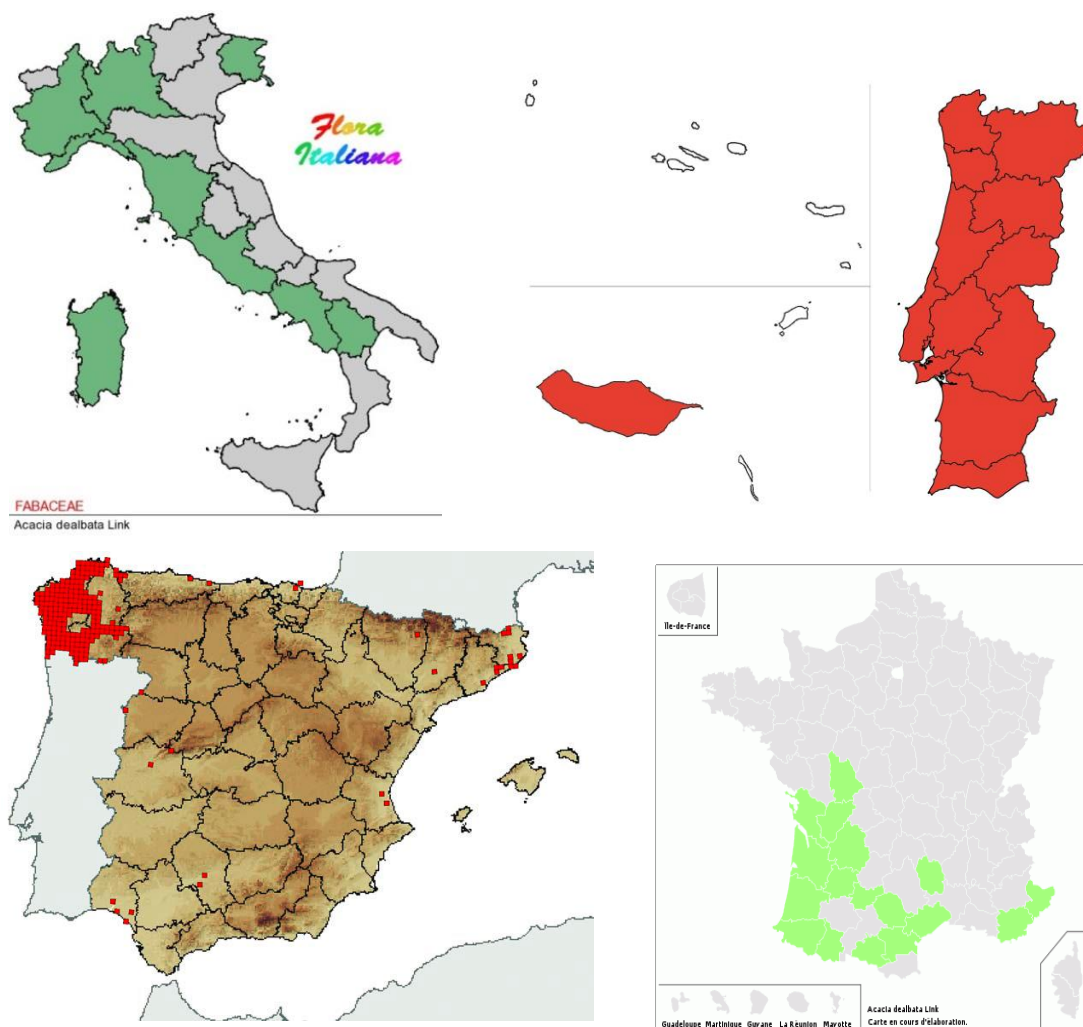 Flora
Italiana
FABACEAE
Acacia dealbata Link
Île-de-France
Guadeloupe Martinique Guyane La Réunion Mayotte
Acacia dealbata Link
Carte en cours d'élaboration.